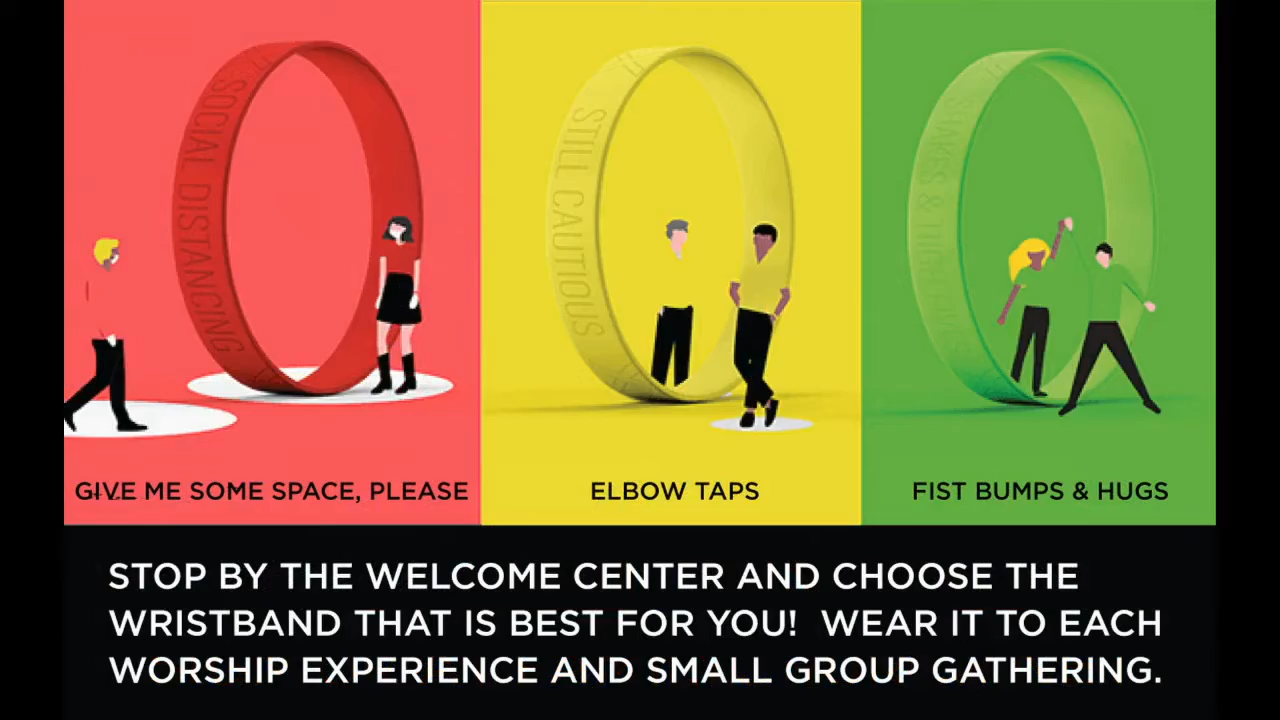 SOCIAL DISTANCING
STILL CAUTIOUS
GIVE ME SOME SPACE, PLEASE
ELBOW TAPS
FIST BUMPS & HUGS
STOP BY THE WELCOME CENTER AND CHOOSE THE
WRISTBAND THAT IS BEST FOR YOU! WEAR IT TO EACH
WORSHIP EXPERIENCE AND SMALL GROUP GATHERING.